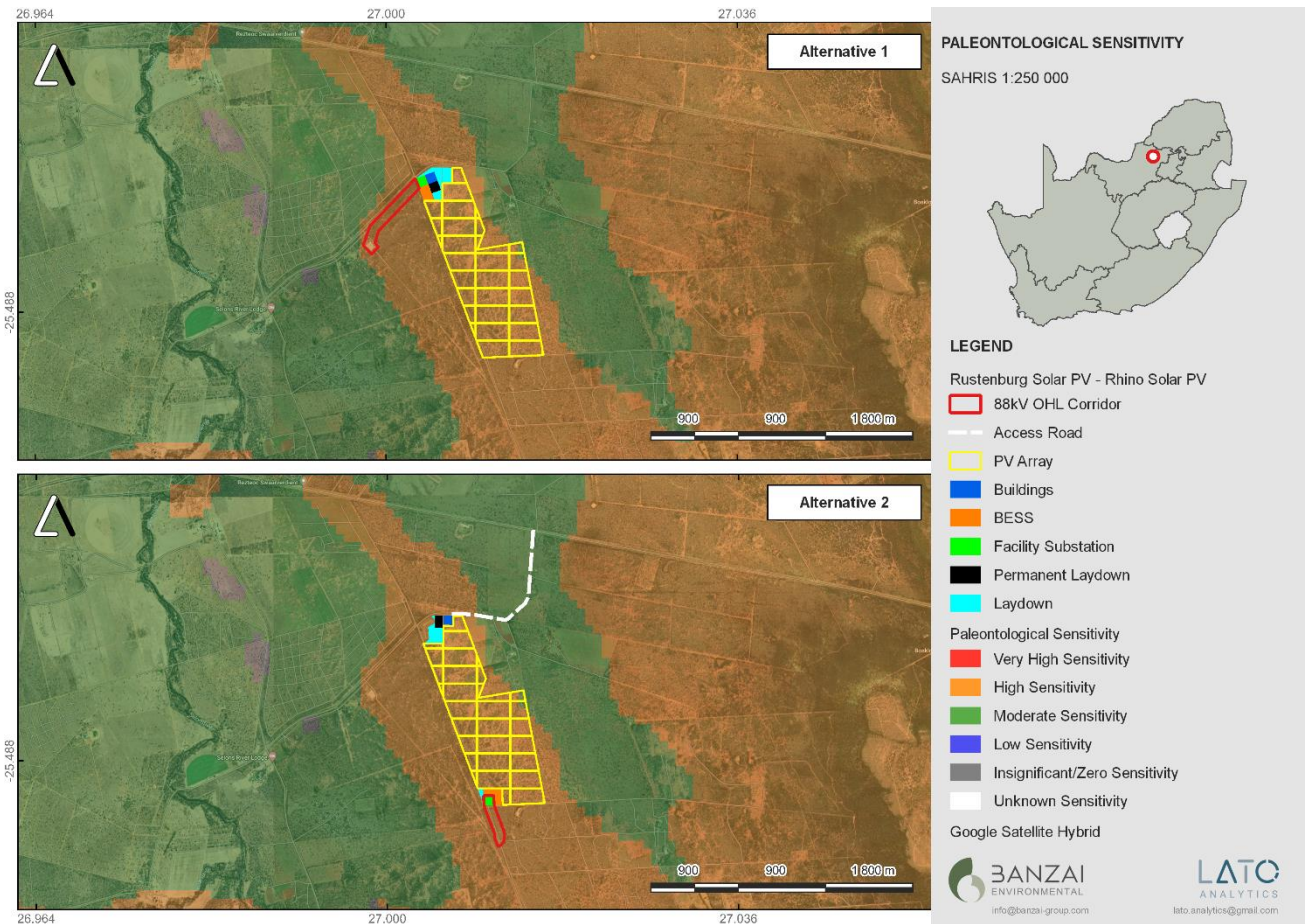 26.964 27.000 27.036
Alternative 1
-25.488
900 900 1 800 m
Alternative 2
-25.488
900 900 1 800 m
26.964 27.000 27.036
PALEONTOLOGICAL SENSITIVITY
SAHRIS 1:250 000
LEGEND
Rustenburg Solar PV - Rhino Solar PV
88kV OHL Corridor
Access Road
PV Array
Buildings
BESS
Facility Substation
Permanent Laydown
Laydown
Paleontological Sensitivity
Very High Sensitivity
High Sensitivity
Moderate Sensitivity
Low Sensitivity
Insignificant/Zero Sensitivity
Unknown Sensitivity
Google Satellite Hybrid
BANZAI
ENVIRONMENTAL
info@banzai-group.com
LATO
ANALYTICS
lato.analytics@gmail.com